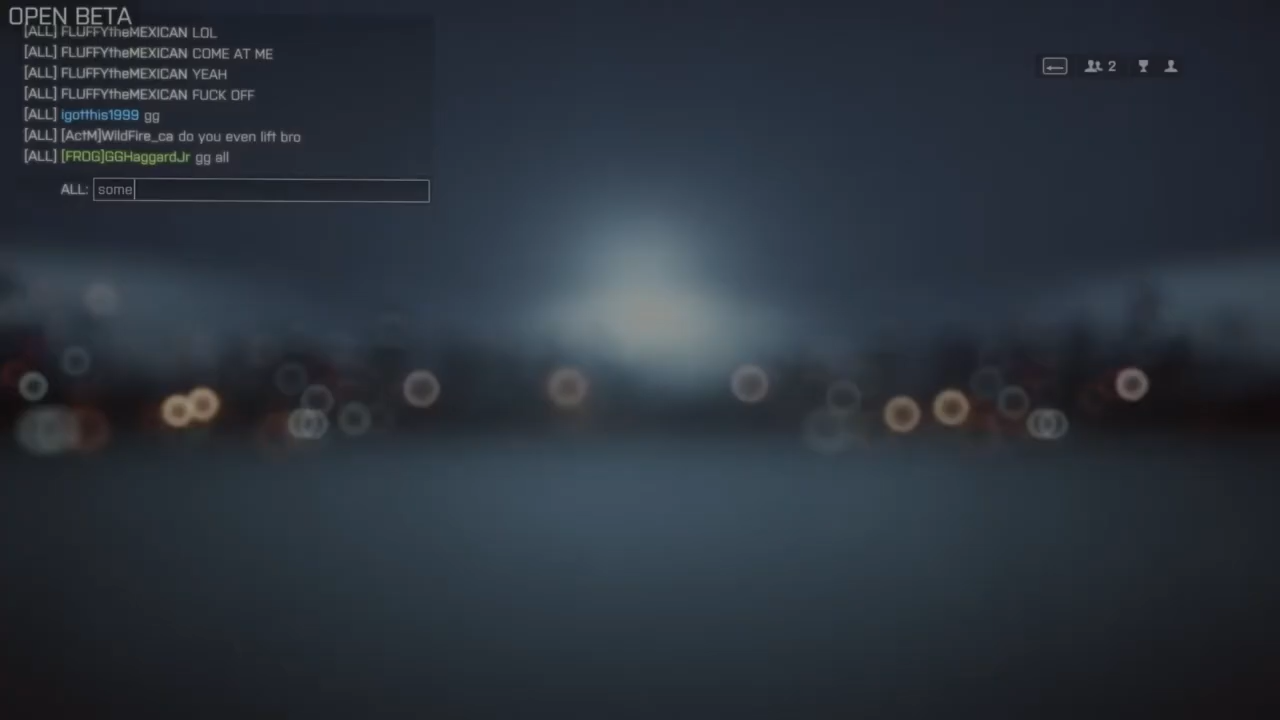 OPEN BETA
[ALL] FLUFFYtheMEXICAN LOL
[ALL] FLUFFYtheMEXICAN COME AT ME
[ALL] FLUFFYtheMEXICAN YEAH
[ALL] FLUFFYtheMEXICAN FUCK OFF
[ALL] igotthis1999 gg
[ALL] [ActM]WildFire_ca do you even lift bro
[ALL] [FROG]GGHaggardJr gg all
ALL: some
2